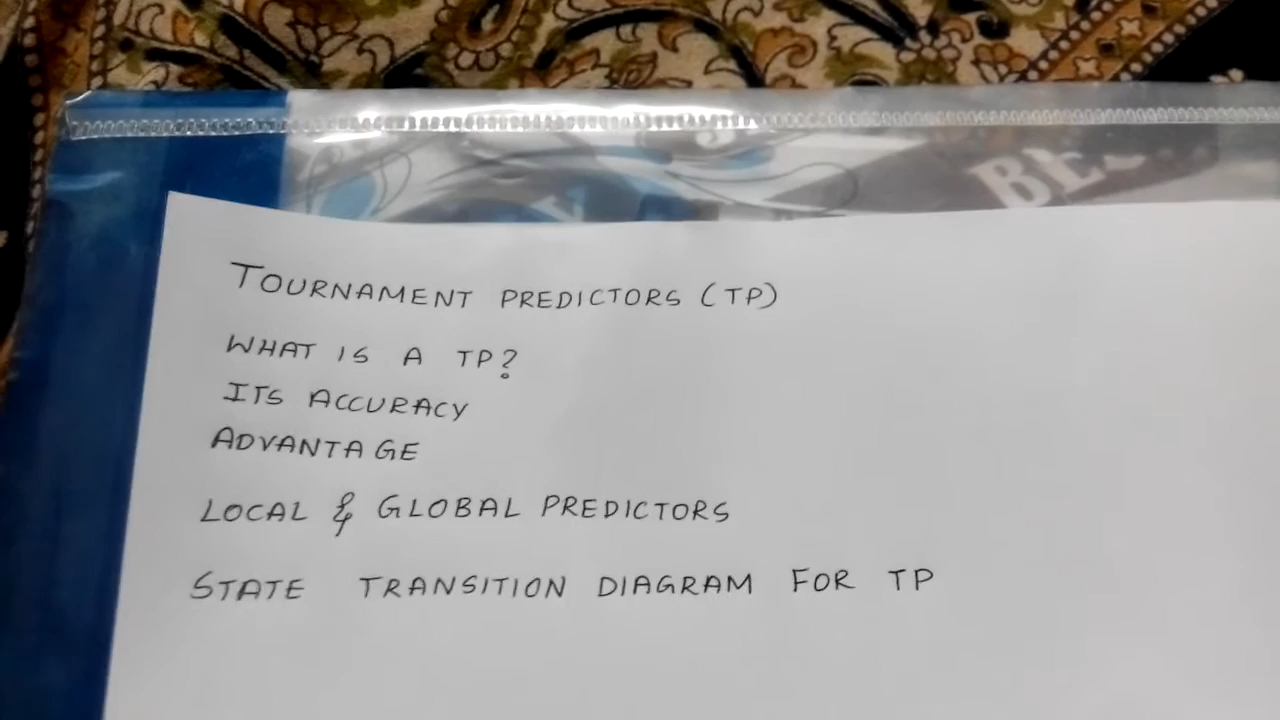 TOURNAMENT PREDICTORS (TP)
WHAT IS A TP?
ITS ACCURACY
ADVANTAGE
LOCAL & GLOBAL PREDICTORS
STATE TRANSITION DIAGRAM FOR TP